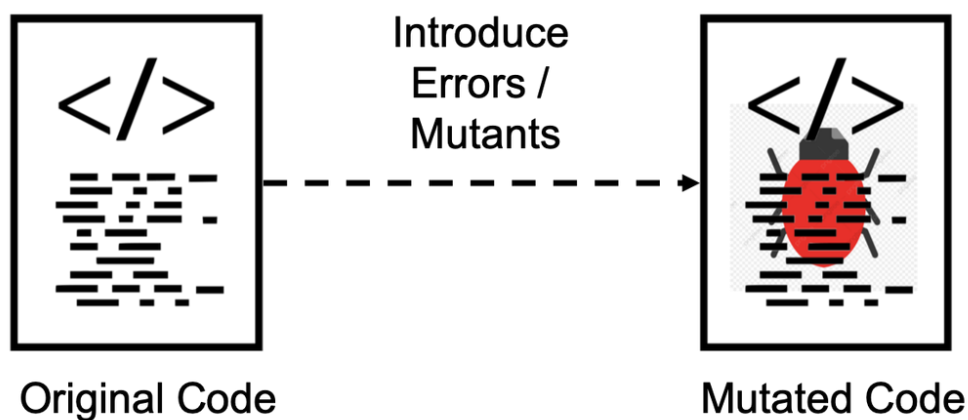 Introduce
Errors /
Mutants
</>
</>
Original Code
Mutated Code